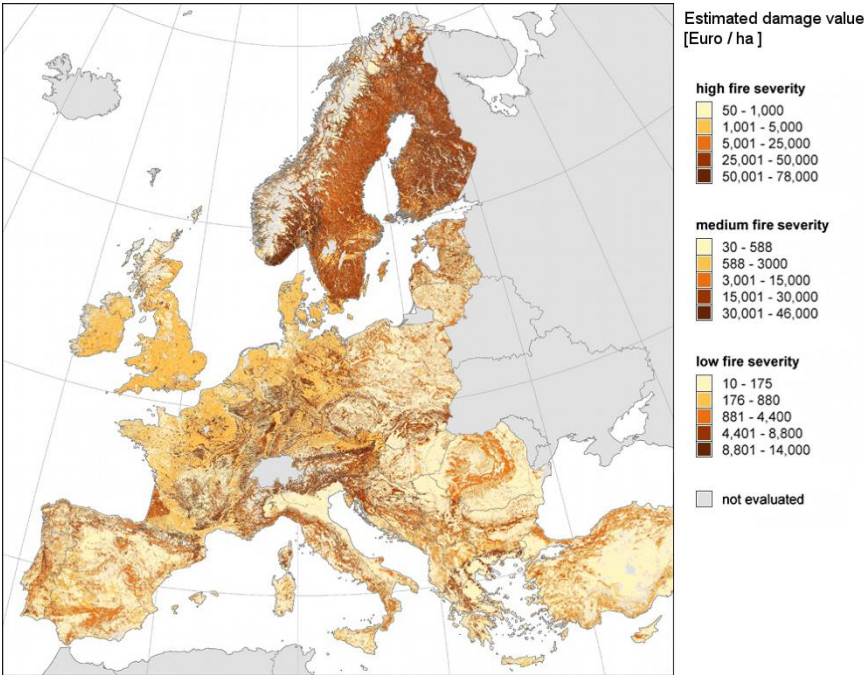 Estimated damage value
[Euro / ha ]
high fire severity
50 - 1,000
1,001 - 5,000
5,001 - 25,000
25,001 - 50,000
50,001 - 78,000
medium fire severity
30 - 588
588 - 3000
3,001 - 15,000
15,001 - 30,000
30,001 - 46,000
low fire severity
10 - 175
176 - 880
881 - 4,400
4,401 - 8,800
8,801 - 14,000
not evaluated